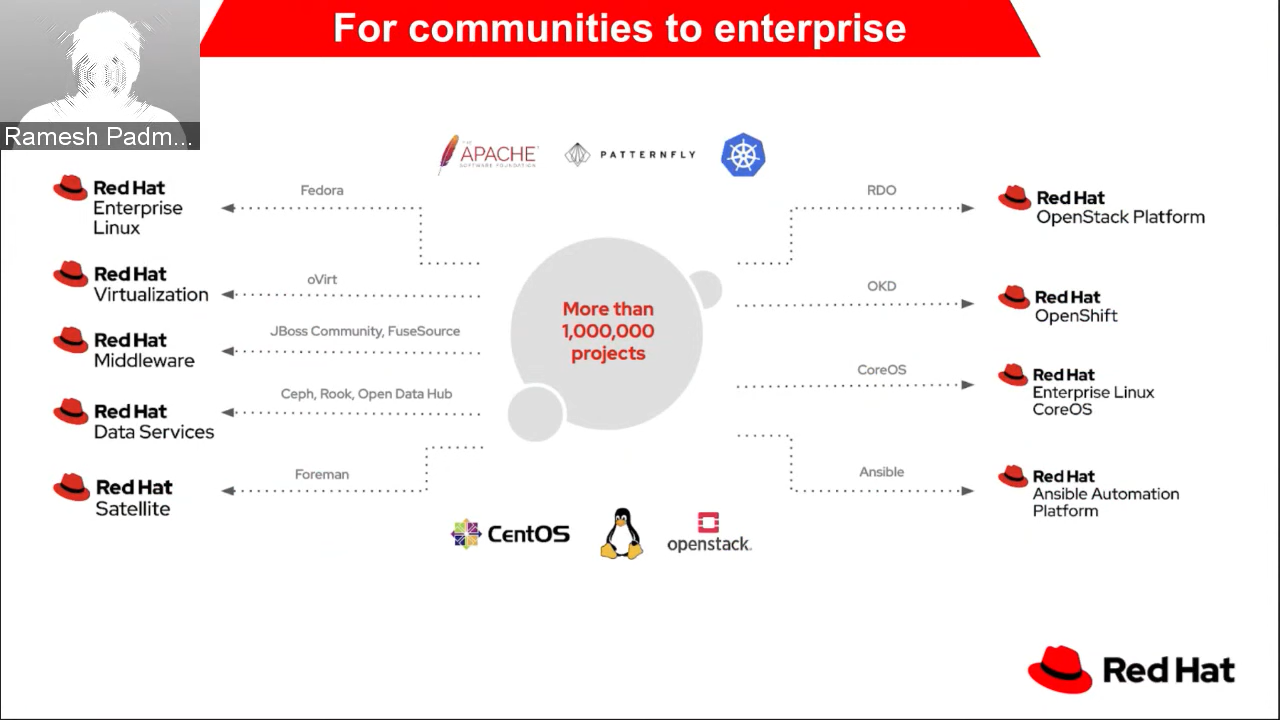 For communities to enterprise
Ramesh Padm...
THE
APACHE
SOFTWARE FOUNDATION
PATTERNFLY
Red Hat
Enterprise
Linux
Fedora
RDO
Red Hat
OpenStack Platform
Red Hat
Virtualization
oVirt
OKD
Red Hat
OpenShift
More than
1,000,000
projects
Red Hat
Middleware
JBoss Community, FuseSource
CoreOS
Red Hat
Enterprise Linux
CoreOS
Red Hat
Data Services
Ceph, Rook, Open Data Hub
Red Hat
Satellite
Foreman
Ansible
Red Hat
Ansible Automation
Platform
CentOS
openstack.
Red Hat